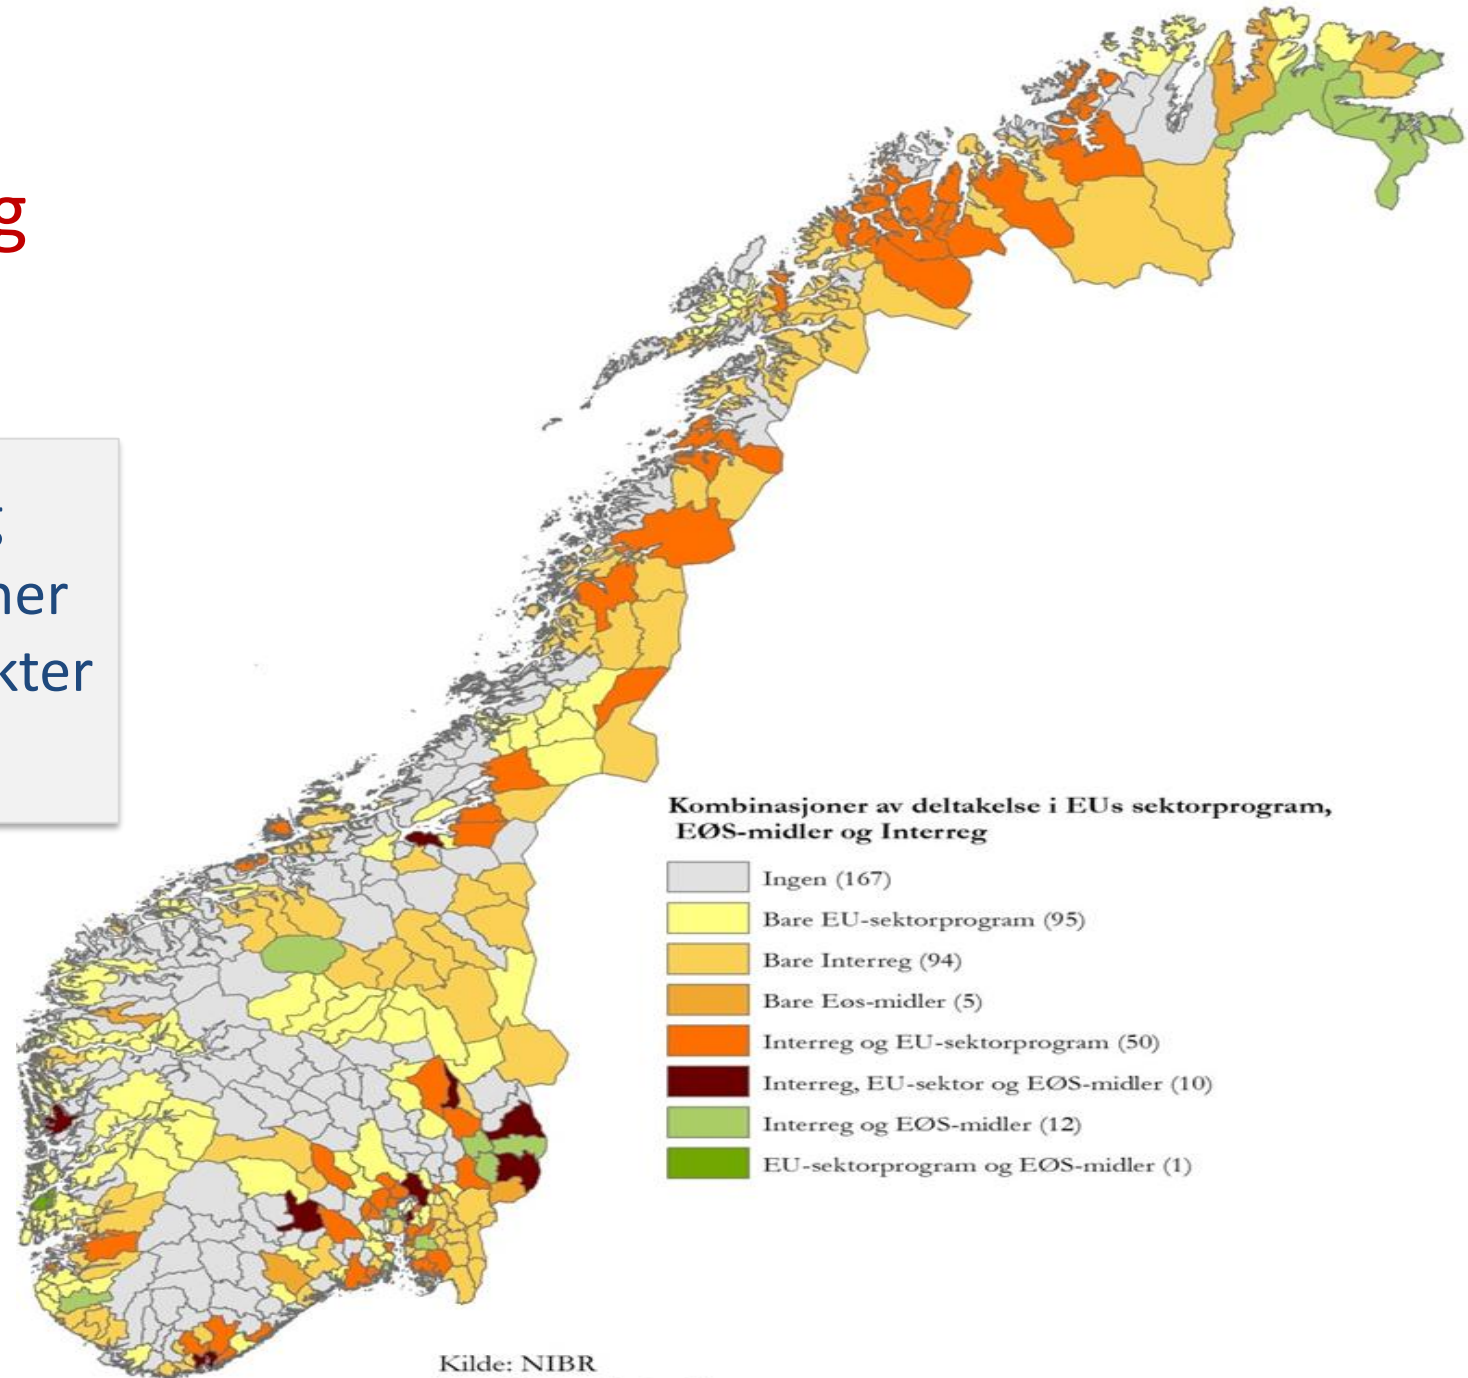 g
g
ner
kter
Kombinasjoner av deltakelse i EUs sektorprogram,
EØS-midler og Interreg
Ingen (167)
Bare EU-sektorprogram (95)
Bare Interreg (94)
Bare Eøs-midler (5)
Interreg og EU-sektorprogram (50)
Interreg, EU-sektor og EØS-midler (10)
Interreg og EØS-midler (12)
EU-sektorprogram og EØS-midler (1)
Kilde: NIBR